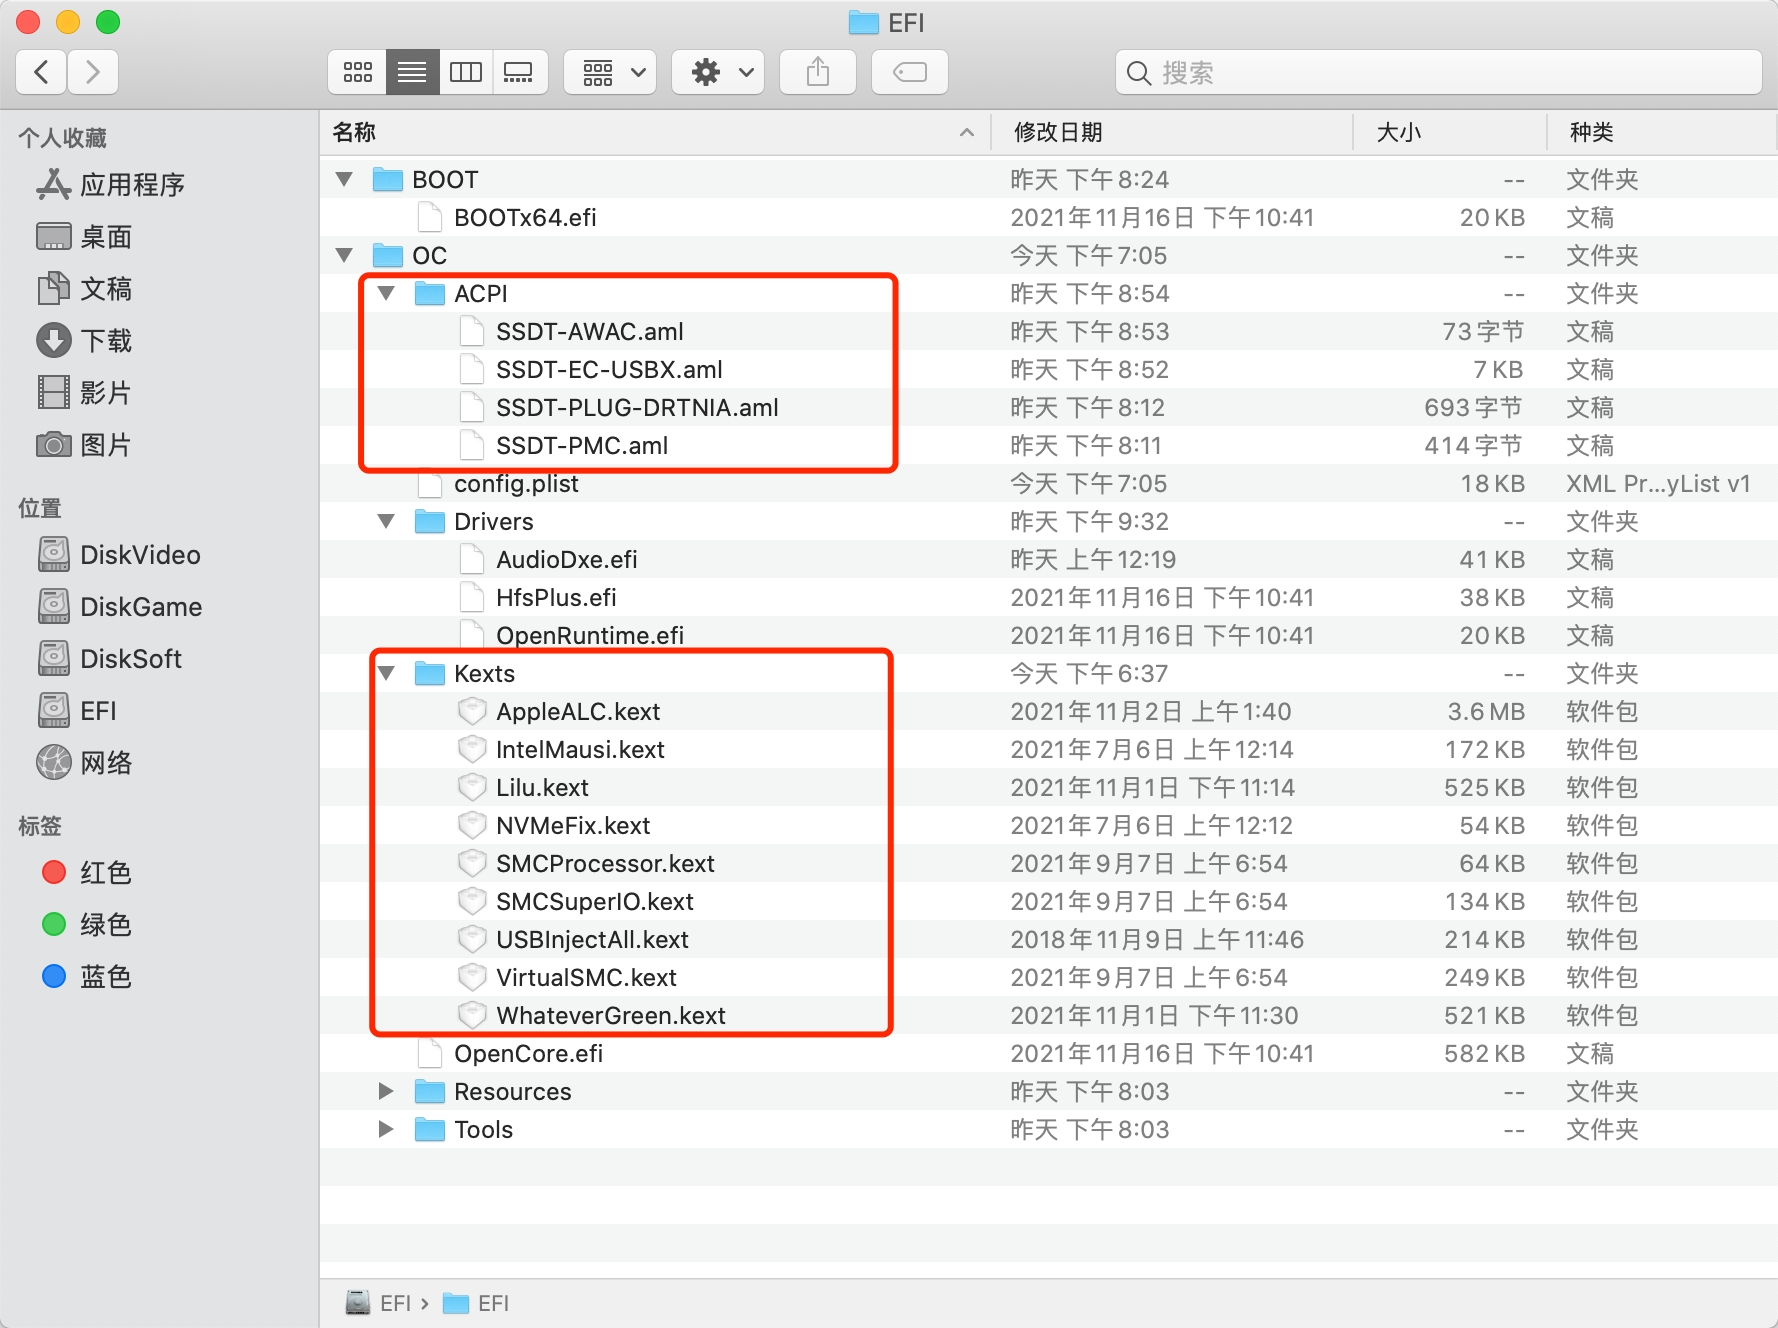 EFI
搜索
个人收藏
应用程序
桌面
文稿
下载
影片
图片
位置
DiskVideo
DiskGame
DiskSoft
EFI
网络
标签
红色
绿色
蓝色
名称 修改日期 大小 种类
BOOT 昨天 下午8:24 -- 文件夹
BOOTx64.efi 2021年11月16日 下午10:41 20 KB 文稿
OC 今天 下午7:05 -- 文件夹
ACPI 昨天 下午8:54 -- 文件夹
SSDT-AWAC.aml 昨天 下午8:53 73 字节 文稿
SSDT-EC-USBX.aml 昨天 下午8:52 7 KB 文稿
SSDT-PLUG-DRTNIA.aml 昨天 下午8:12 693 字节 文稿
SSDT-PMC.aml 昨天 下午8:11 414 字节 文稿
config.plist 今天 下午7:05 18 KB XML Pr...yList v1
Drivers 昨天 下午9:32 -- 文件夹
AudioDxe.efi 昨天 上午12:19 41 KB 文稿
HfsPlus.efi 2021年11月16日 下午10:41 38 KB 文稿
OpenRuntime.efi 2021年11月16日 下午10:41 20 KB 文稿
Kexts 今天 下午6:37 -- 文件夹
AppleALC.kext 2021年11月2日 上午1:40 3.6 MB 软件包
IntelMausi.kext 2021年7月6日 上午12:14 172 KB 软件包
Lilu.kext 2021年11月1日 下午11:14 525 KB 软件包
NVMeFix.kext 2021年7月6日 上午12:12 54 KB 软件包
SMCProcessor.kext 2021年9月7日 上午6:54 64 KB 软件包
SMCSuperIO.kext 2021年9月7日 上午6:54 134 KB 软件包
USBInjectAll.kext 2018年11月9日 上午11:46 214 KB 软件包
VirtualSMC.kext 2021年9月7日 上午6:54 249 KB 软件包
WhateverGreen.kext 2021年11月1日 下午11:30 521 KB 软件包
OpenCore.efi 2021年11月16日 下午10:41 582 KB 文稿
Resources 昨天 下午8:03 -- 文件夹
Tools 昨天 下午8:03 -- 文件夹
EFI › EFI